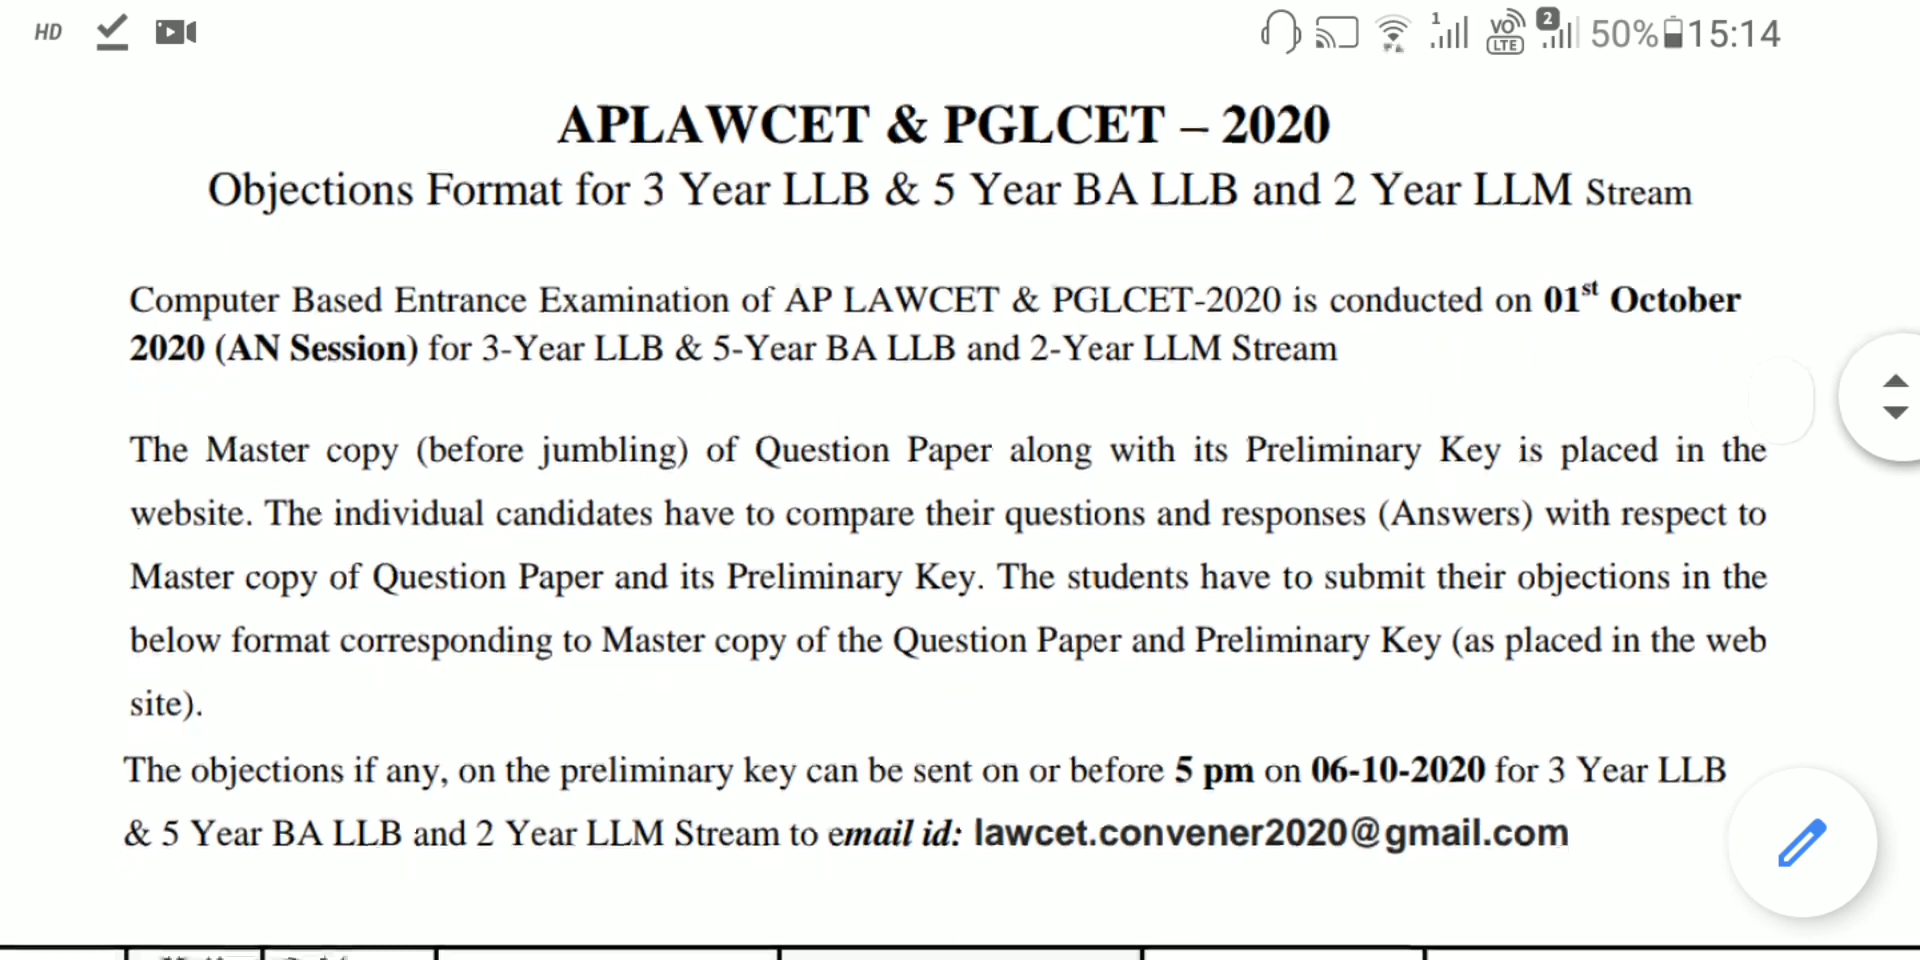 HD 1 VO LTE 2 50% 15:14
APLAWCET & PGLCET – 2020
Objections Format for 3 Year LLB & 5 Year BA LLB and 2 Year LLM Stream
Computer Based Entrance Examination of AP LAWCET & PGLCET-2020 is conducted on 01st October
2020 (AN Session) for 3-Year LLB & 5-Year BA LLB and 2-Year LLM Stream
The Master copy (before jumbling) of Question Paper along with its Preliminary Key is placed in the
website. The individual candidates have to compare their questions and responses (Answers) with respect to
Master copy of Question Paper and its Preliminary Key. The students have to submit their objections in the
below format corresponding to Master copy of the Question Paper and Preliminary Key (as placed in the web
site).
The objections if any, on the preliminary key can be sent on or before 5 pm on 06-10-2020 for 3 Year LLB
& 5 Year BA LLB and 2 Year LLM Stream to email id: lawcet.convener2020@gmail.com